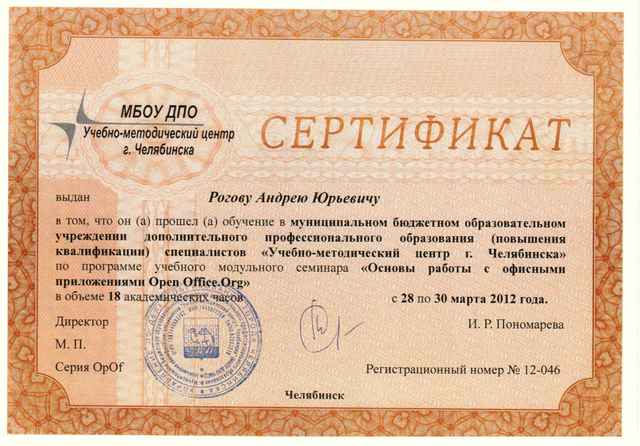 МБОУ ДПО
Учебно-методический центр
г. Челябинска
СЕРТИФИКАТ
выдан Рогову Андрею Юрьевичу
в том, что он (а) прошел (а) обучение в муниципальном бюджетном образовательном
учреждении дополнительного профессионального образования (повышения
квалификации) специалистов «Учебно-методический центр г. Челябинска»
по программе учебного модульного семинара «Основы работы с офисными
приложениями Open Office.Org»
в объеме 18 академических часов с 28 по 30 марта 2012 года.
Директор И. Р. Пономарева
М. П.
Серия OpOf Регистрационный номер № 12-046
Челябинск